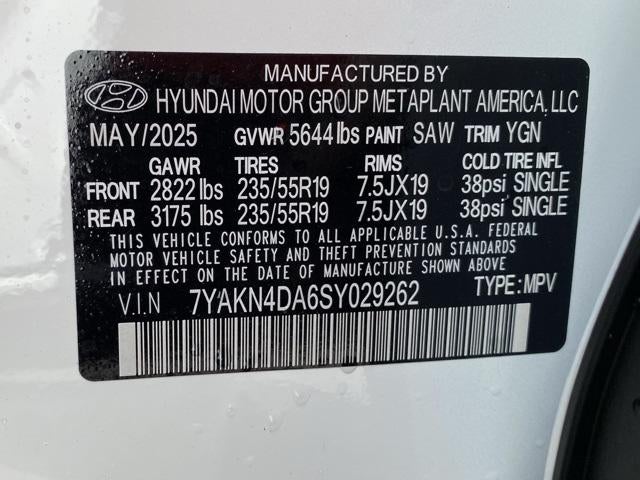 MANUFACTURED BY
HYUNDAI MOTOR GROUP METAPLANT AMERICA, LLC
MAY/2025 GVWR 5644 lbs PAINT SAW TRIM YGN
GAWR TIRES RIMS COLD TIRE INFL
FRONT 2822 lbs 235/55R19 7.5JX19 38psi SINGLE
REAR 3175 lbs 235/55R19 7.5JX19 38psi SINGLE
THIS VEHICLE CONFORMS TO ALL APPLICABLE U.S.A. FEDERAL
MOTOR VEHICLE SAFETY AND THEFT PREVENTION STANDARDS
IN EFFECT ON THE DATE OF MANUFACTURE SHOWN ABOVE.
V.I.N 7YAKN4DA6SY029262 TYPE: MPV